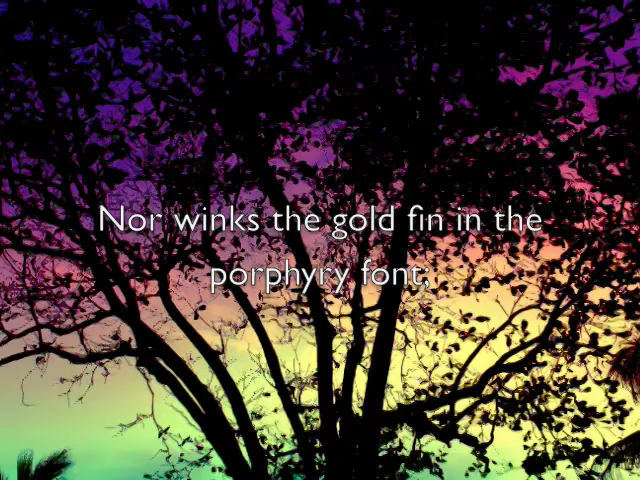 Nor winks the gold fin in the
porphyry font;